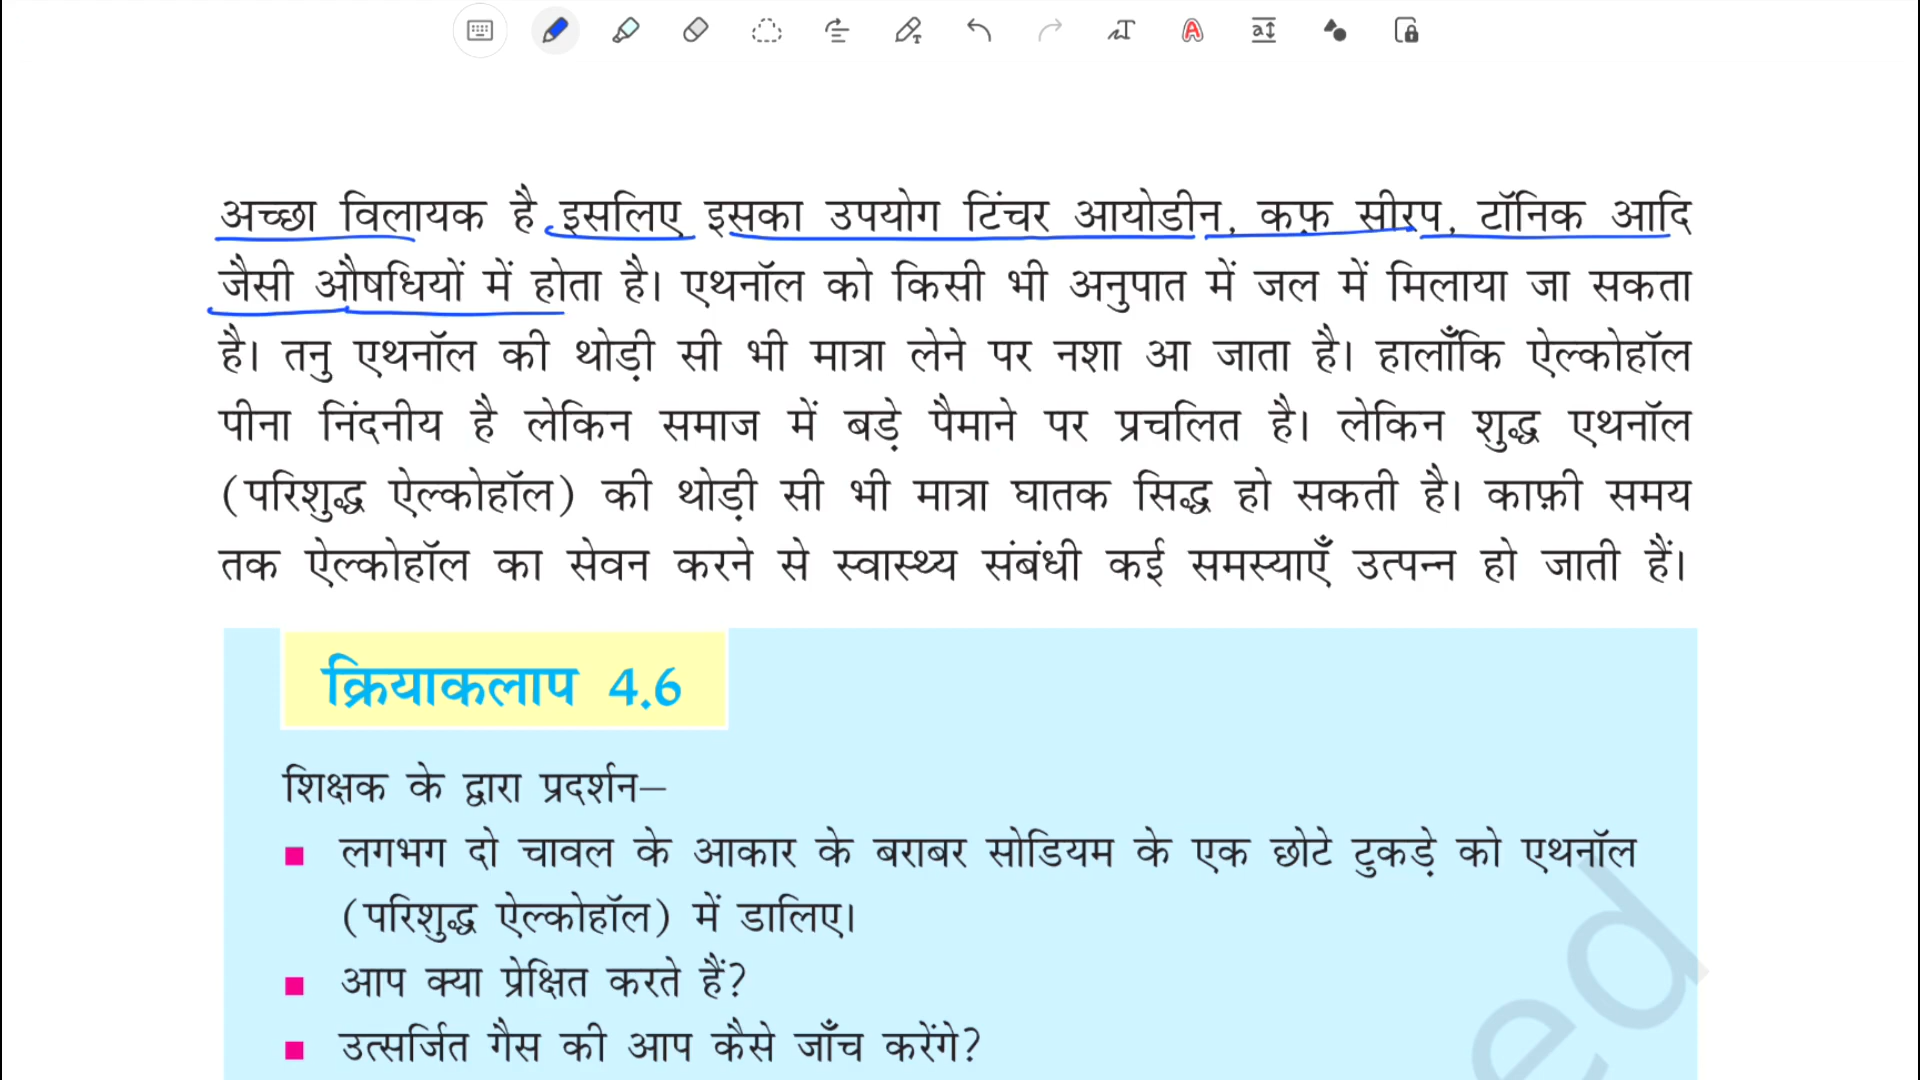 अच्छा विलायक है इसलिए इसका उपयोग टिंचर आयोडीन, कफ़ सीरप, टॉनिक आदि
जैसी औषधियों में होता है। एथनॉल को किसी भी अनुपात में जल में मिलाया जा सकता
है। तनु एथनॉल की थोड़ी सी भी मात्रा लेने पर नशा आ जाता है। हालाँकि ऐल्कोहॉल
पीना निंदनीय है लेकिन समाज में बड़े पैमाने पर प्रचलित है। लेकिन शुद्ध एथनॉल
(परिशुद्ध ऐल्कोहॉल) की थोड़ी सी भी मात्रा घातक सिद्ध हो सकती है। काफ़ी समय
तक ऐल्कोहॉल का सेवन करने से स्वास्थ्य संबंधी कई समस्याएँ उत्पन्न हो जाती हैं।
क्रियाकलाप 4.6
शिक्षक के द्वारा प्रदर्शन–
■ लगभग दो चावल के आकार के बराबर सोडियम के एक छोटे टुकड़े को एथनॉल
(परिशुद्ध ऐल्कोहॉल) में डालिए।
■ आप क्या प्रेक्षित करते हैं?
■ उत्सर्जित गैस की आप कैसे जाँच करेंगे?
ed